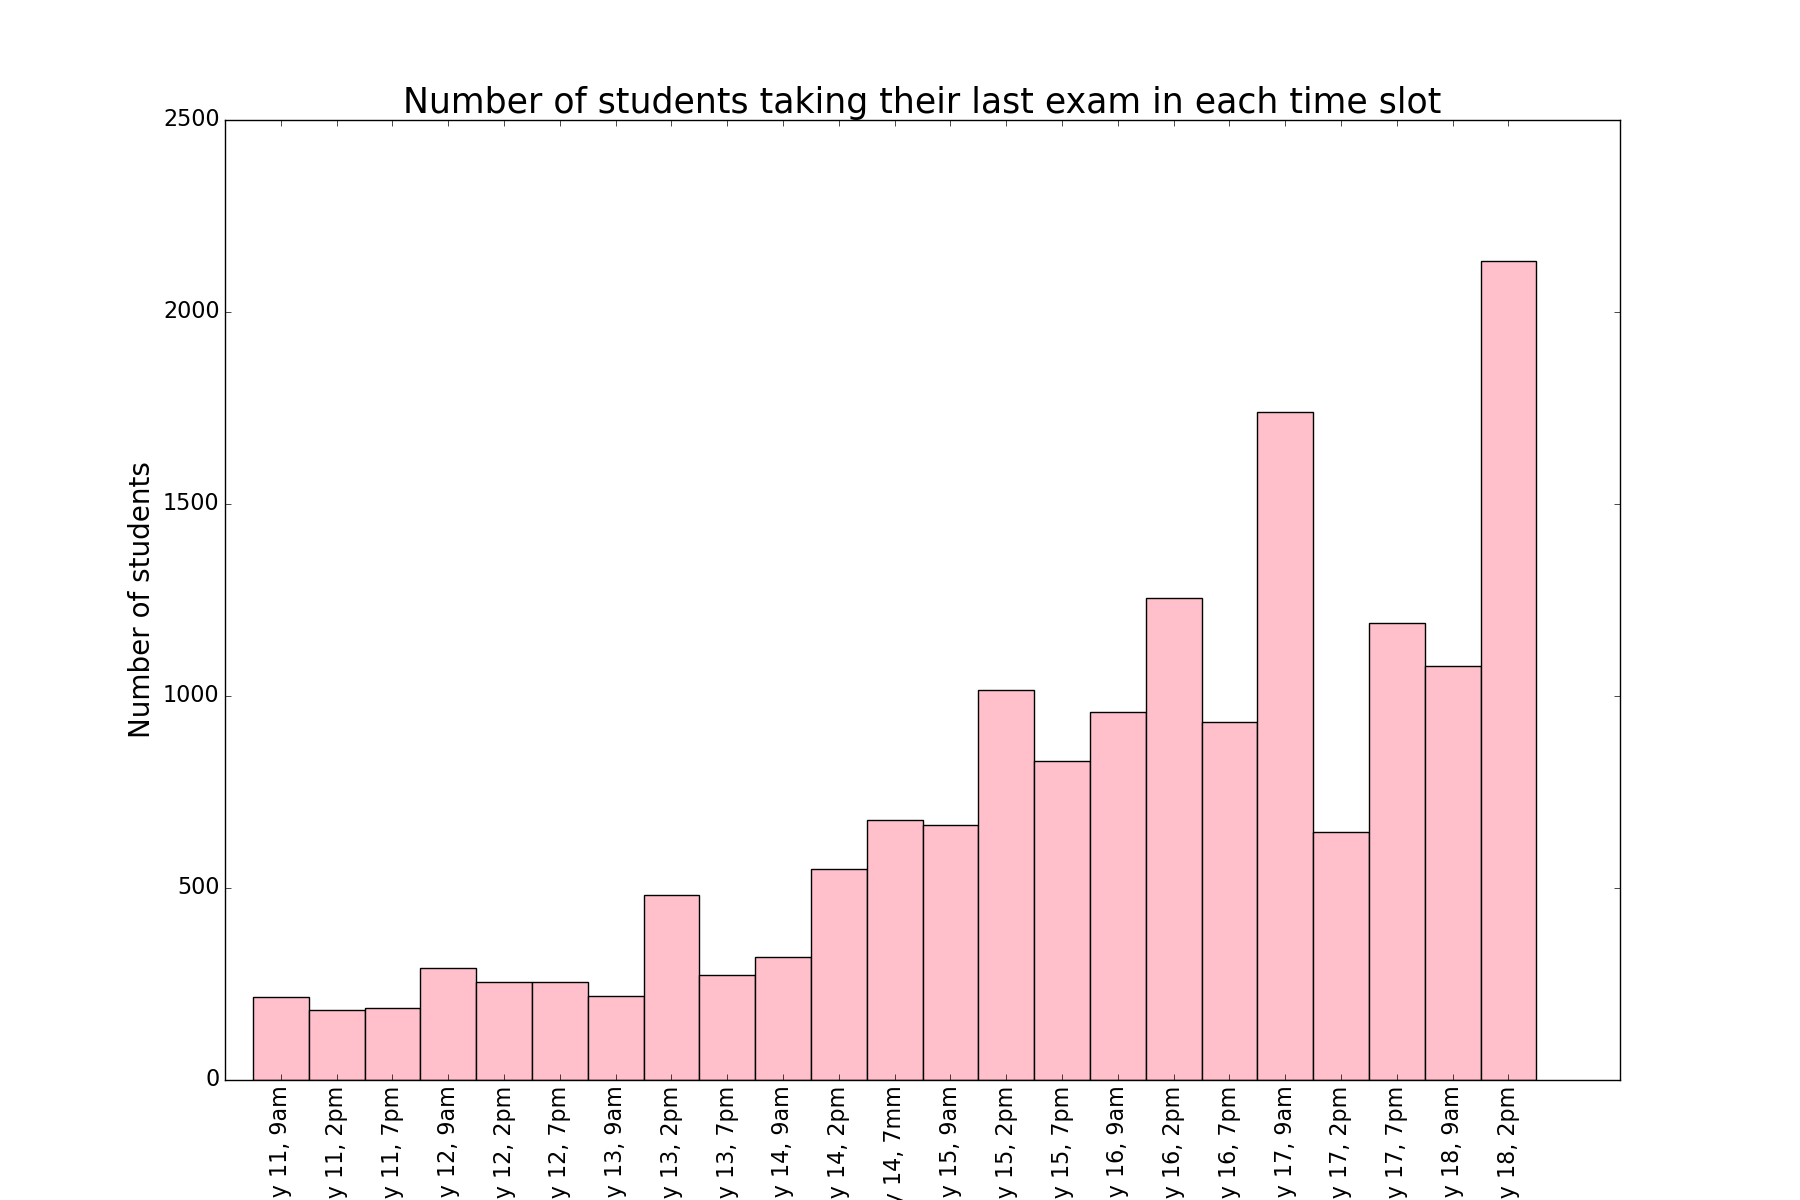 Number of students taking their last exam in each time slot
Number of students
2500
2000
1500
1000
500
0
y 11, 9am
y 11, 2pm
y 11, 7pm
y 12, 9am
y 12, 2pm
y 12, 7pm
y 13, 9am
y 13, 2pm
y 13, 7pm
y 14, 9am
y 14, 2pm
y 14, 7mm
y 15, 9am
y 15, 2pm
y 15, 7pm
y 16, 9am
y 16, 2pm
y 16, 7pm
y 17, 9am
y 17, 2pm
y 17, 7pm
y 18, 9am
y 18, 2pm